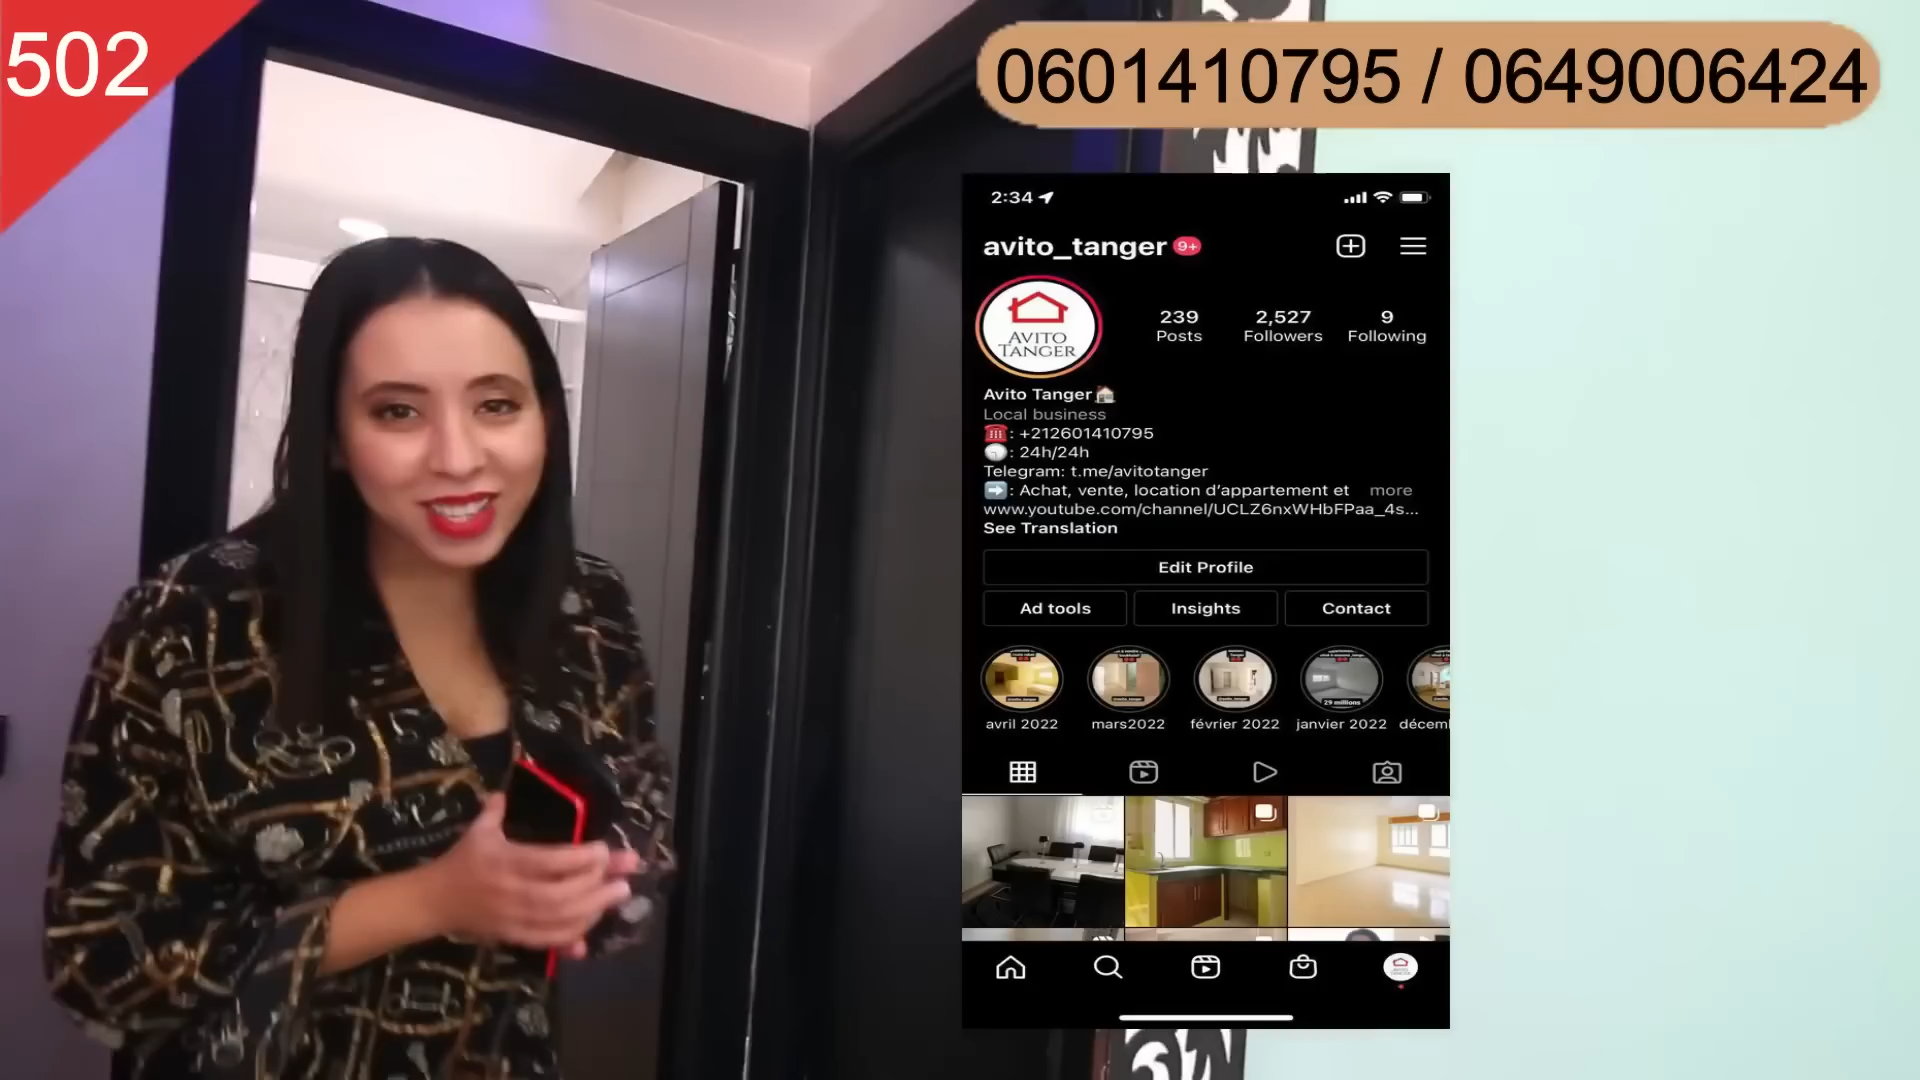 502
0601410795 / 0649006424
2:34
avito_tanger 9+
AVITO
TANGER
239 2,527 9
Posts Followers Following
Avito Tanger
Local business
: +212601410795
: 24h/24h
Telegram: t.me/avitotanger
: Achat, vente, location d'appartement et more
www.youtube.com/channel/UCLZ6nxWHbFPaa_4s...
See Translation
Edit Profile
Ad tools Insights Contact
29 millions
avril 2022 mars2022 février 2022 janvier 2022 décem